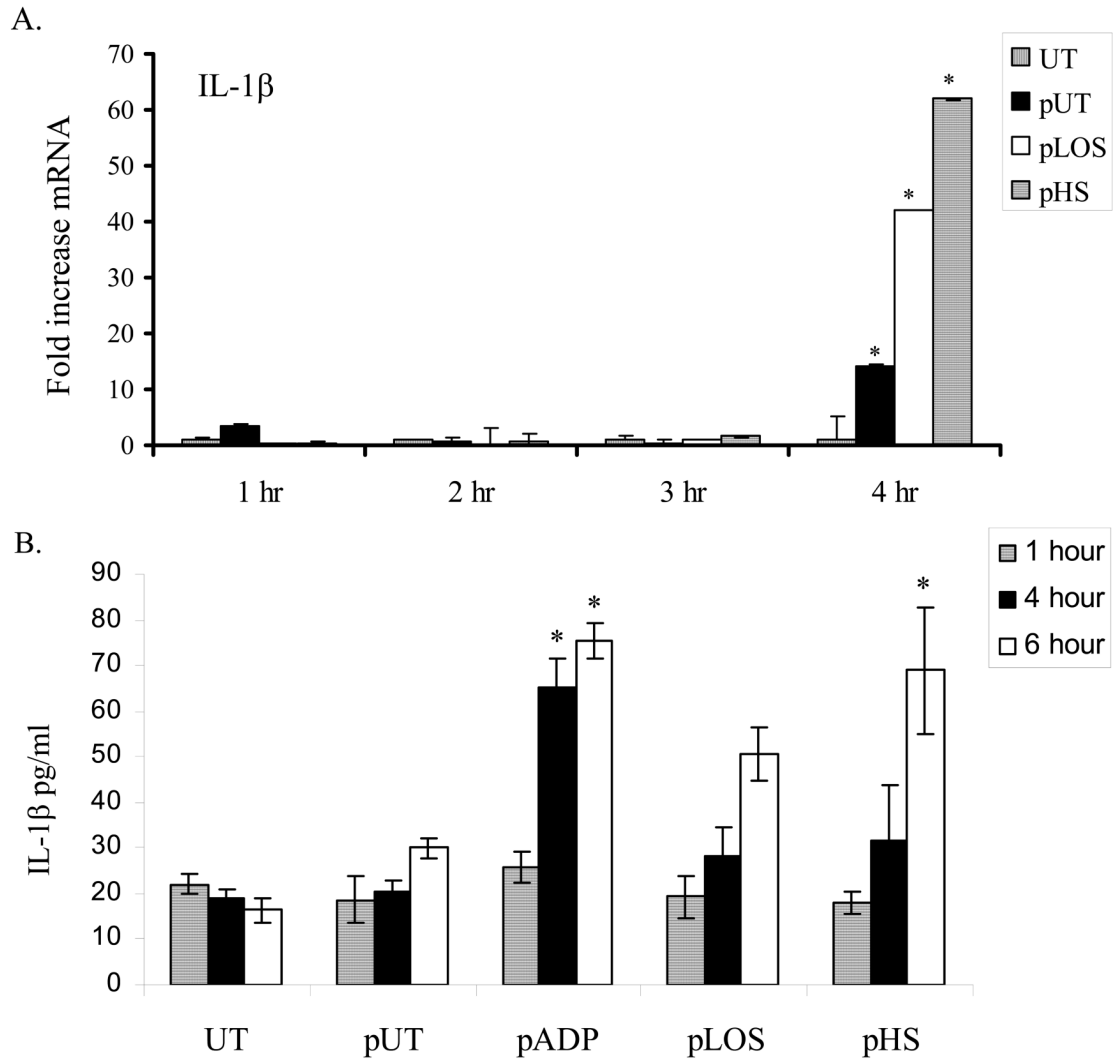 A.
IL-1β
Fold increase mRNA
70
60
50
40
30
20
10
0
*
*
*
1 hr 2 hr 3 hr 4 hr
UT
pUT
pLOS
pHS
B.
IL-1β pg/ml
90
80
70
60
50
40
30
20
10
0
* * *
UT pUT pADP pLOS pHS
1 hour
4 hour
6 hour